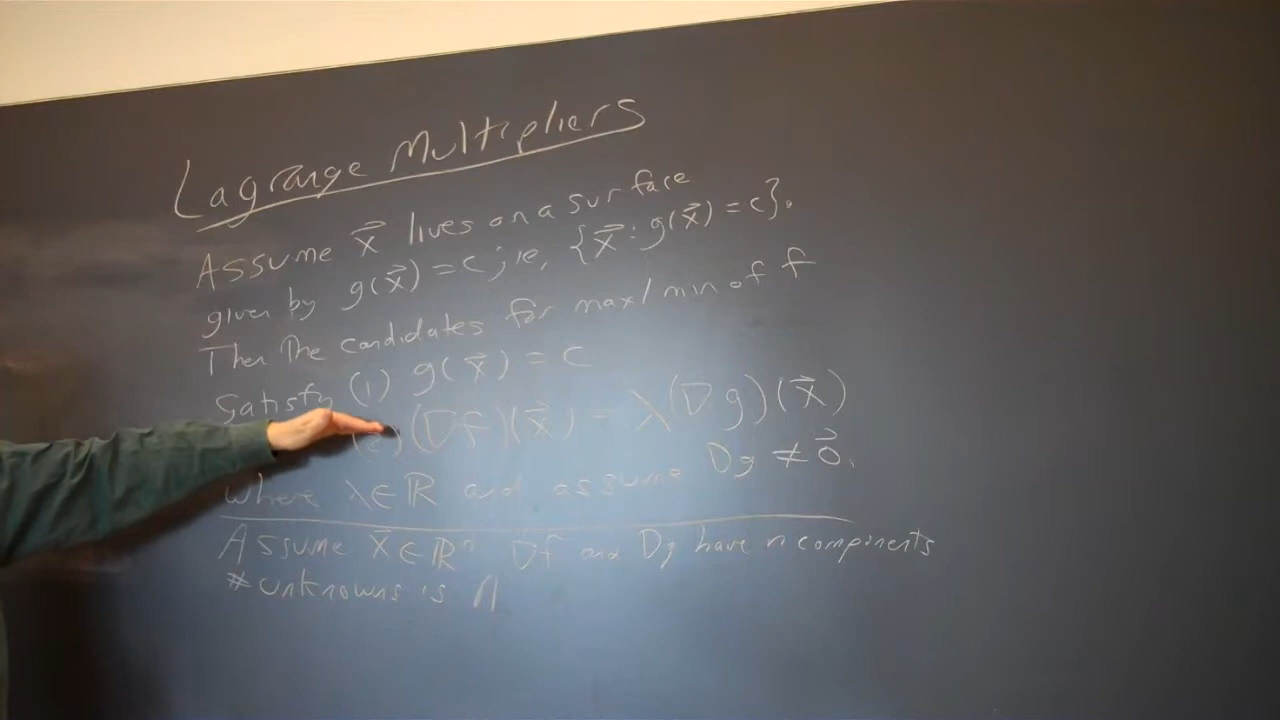 Lagrange Multipliers
Assume x⃗ lives on a surface
given by g(x⃗) = c ; ie, {x⃗ : g(x⃗) = c}.
Then the candidates for max/min of f
Satisfy (1) g(x⃗) = c
(2) (∇f)(x⃗) = λ(∇g)(x⃗)
where λ ∈ ℝ and assume ∇g ≠ 0⃗.
Assume x⃗ ∈ ℝⁿ ∇f and ∇g have n components
# unknowns is n